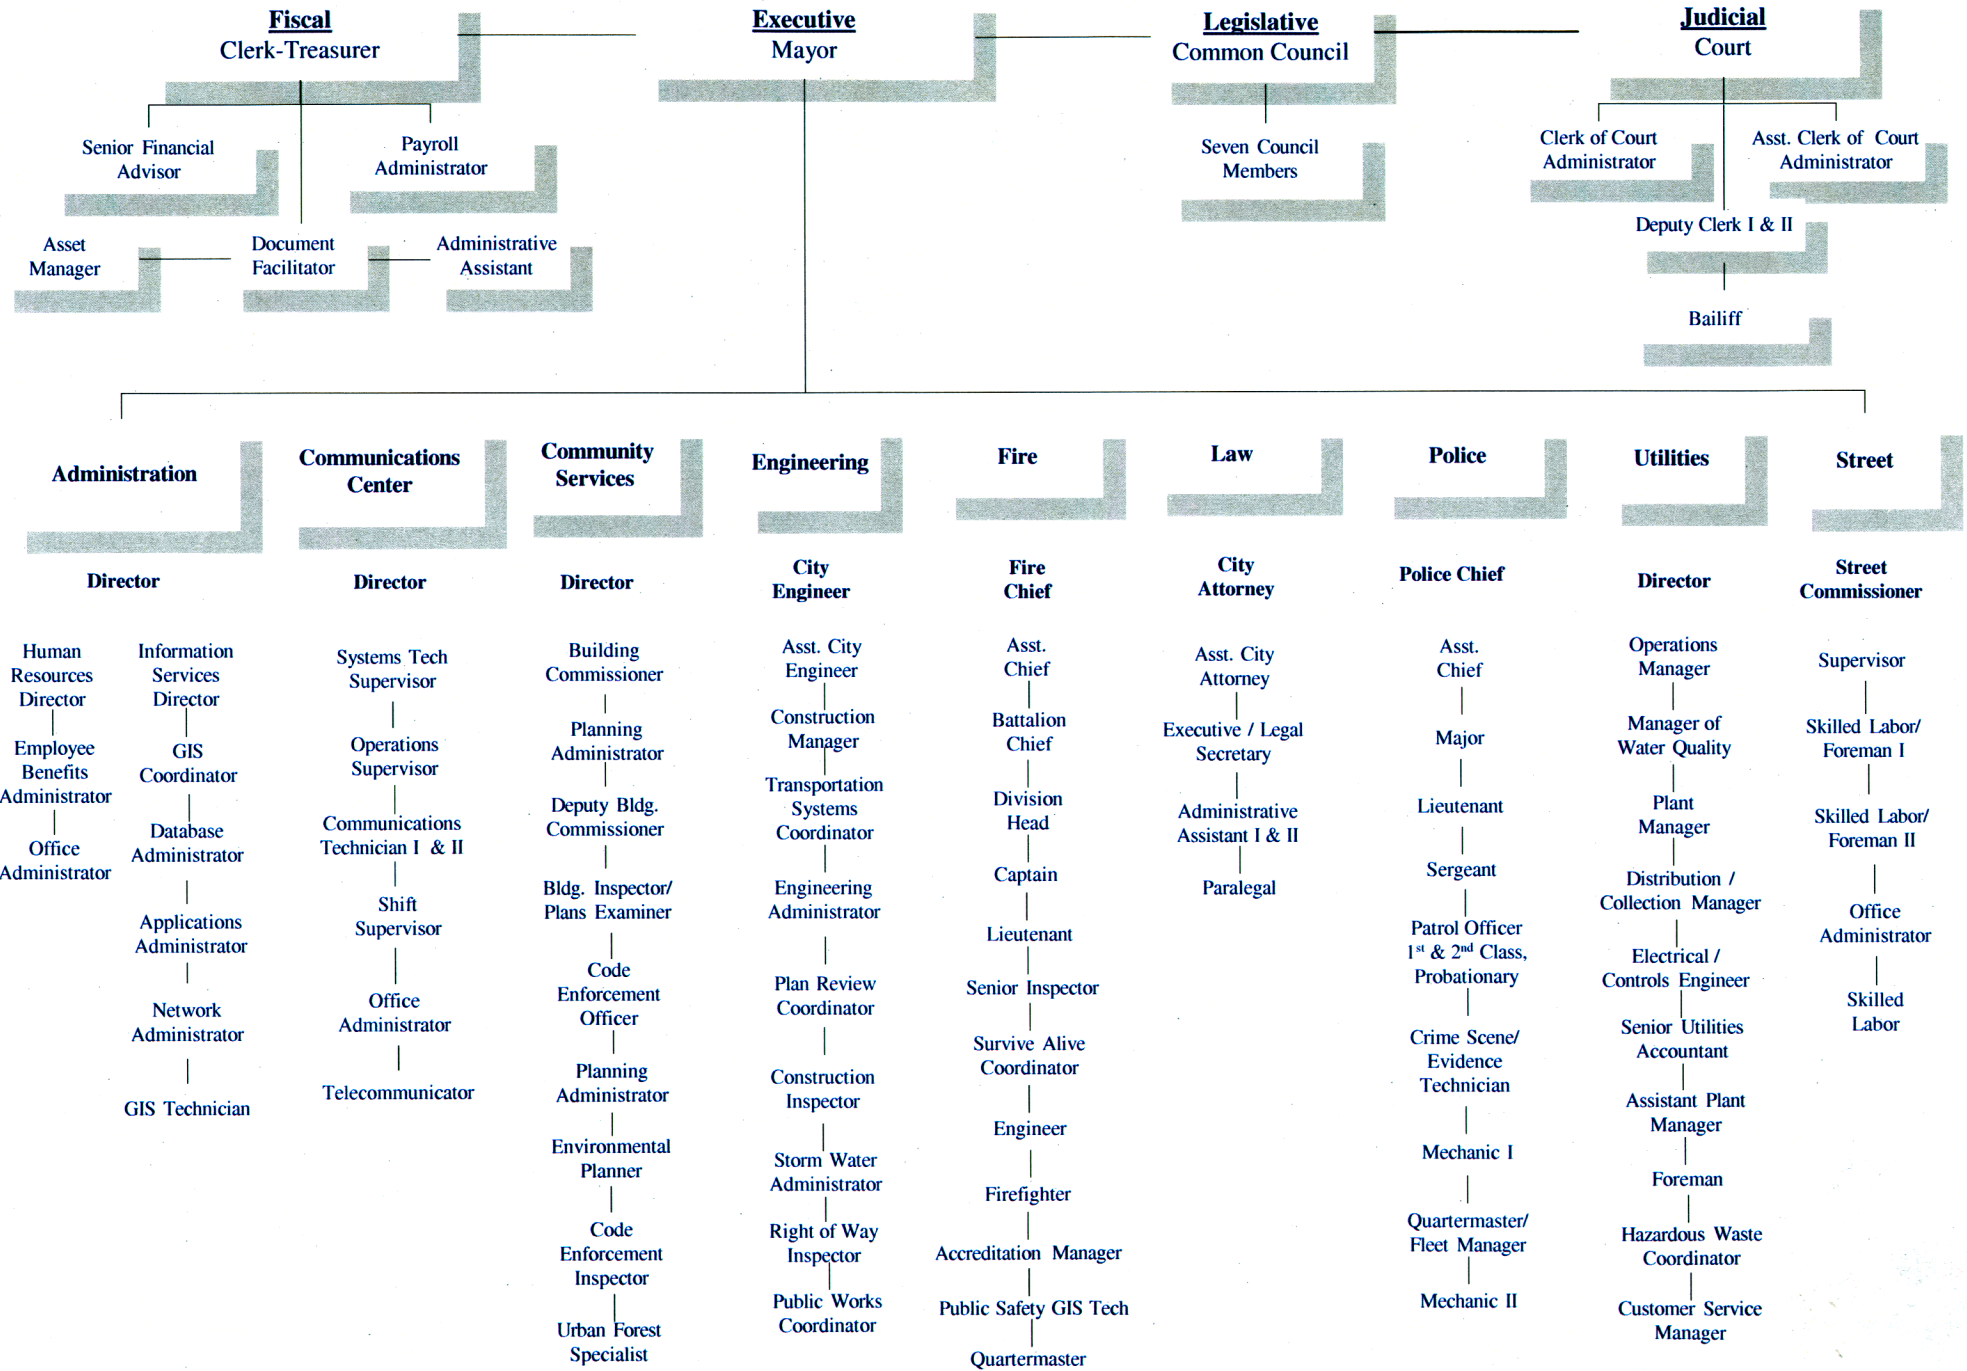 Fiscal
Clerk-Treasurer
Executive
Mayor
Legislative
Common Council
Judicial
Court
Senior Financial
Advisor
Payroll
Administrator
Asset
Manager
Document
Facilitator
Administrative
Assistant
Seven Council
Members
Clerk of Court
Administrator
Asst. Clerk of Court
Administrator
Deputy Clerk I & II
Bailiff
Administration
Director
Human
Resources
Director
Employee
Benefits
Administrator
Office
Administrator
Information
Services
Director
GIS
Coordinator
Database
Administrator
Applications
Administrator
Network
Administrator
GIS Technician
Communications
Center
Director
Systems Tech
Supervisor
Operations
Supervisor
Communications
Technician I & II
Shift
Supervisor
Office
Administrator
Telecommunicator
Community
Services
Director
Building
Commissioner
Planning
Administrator
Deputy Bldg.
Commissioner
Bldg. Inspector/
Plans Examiner
Code
Enforcement
Officer
Planning
Administrator
Environmental
Planner
Code
Enforcement
Inspector
Urban Forest
Specialist
Engineering
City
Engineer
Asst. City
Engineer
Construction
Manager
Transportation
Systems
Coordinator
Engineering
Administrator
Plan Review
Coordinator
Construction
Inspector
Storm Water
Administrator
Right of Way
Inspector
Public Works
Coordinator
Fire
Fire
Chief
Asst.
Chief
Battalion
Chief
Division
Head
Captain
Lieutenant
Senior Inspector
Survive Alive
Coordinator
Engineer
Firefighter
Accreditation Manager
Public Safety GIS Tech
Quartermaster
Law
City
Attorney
Asst. City
Attorney
Executive / Legal
Secretary
Administrative
Assistant I & II
Paralegal
Police
Police Chief
Asst.
Chief
Major
Lieutenant
Sergeant
Patrol Officer
1st & 2nd Class,
Probationary
Crime Scene/
Evidence
Technician
Mechanic I
Quartermaster/
Fleet Manager
Mechanic II
Utilities
Director
Operations
Manager
Manager of
Water Quality
Plant
Manager
Distribution /
Collection Manager
Electrical /
Controls Engineer
Senior Utilities
Accountant
Assistant Plant
Manager
Foreman
Hazardous Waste
Coordinator
Customer Service
Manager
Street
Street
Commissioner
Supervisor
Skilled Labor/
Foreman I
Skilled Labor/
Foreman II
Office
Administrator
Skilled
Labor